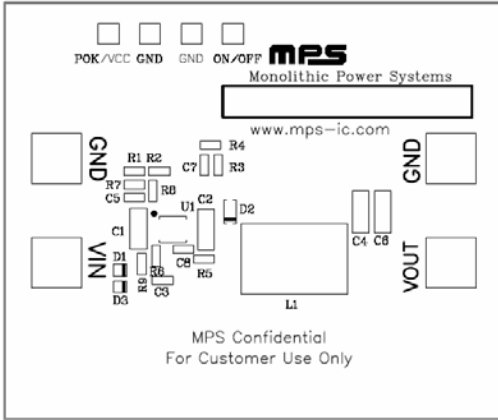 POK/VCC GND GND ON/OFF
MPS
Monolithic Power Systems
www.mps-ic.com
GND
GND
R4
R1 R2
C7 R3
R7
R8
C5
U1 C2
D2
C1
C4 C6
VIN
VOUT
D1
R6
C8
R5
D3
R9
C3
L1
MPS Confidential
For Customer Use Only